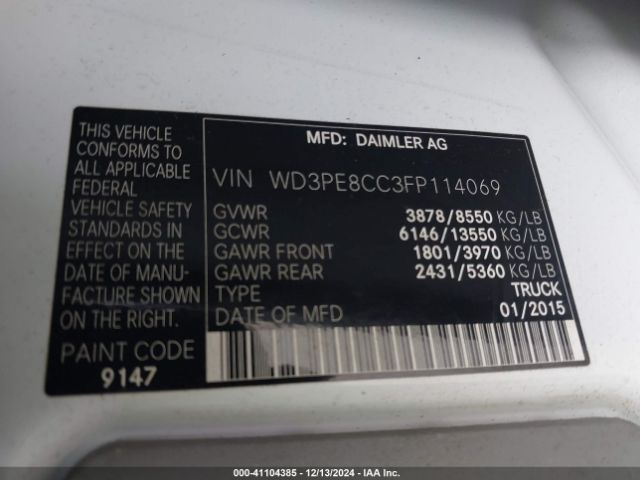 THIS VEHICLE
CONFORMS TO
ALL APPLICABLE
FEDERAL
VEHICLE SAFETY
STANDARDS IN
EFFECT ON THE
DATE OF MANU-
FACTURE SHOWN
ON THE RIGHT.
PAINT CODE
9147
MFD: DAIMLER AG
VIN WD3PE8CC3FP114069
GVWR 3878/8550 KG/LB
GCWR 6146/13550 KG/LB
GAWR FRONT 1801/3970 KG/LB
GAWR REAR 2431/5360 KG/LB
TYPE TRUCK
DATE OF MFD 01/2015
000-41104385 - 12/13/2024 - IAA Inc.